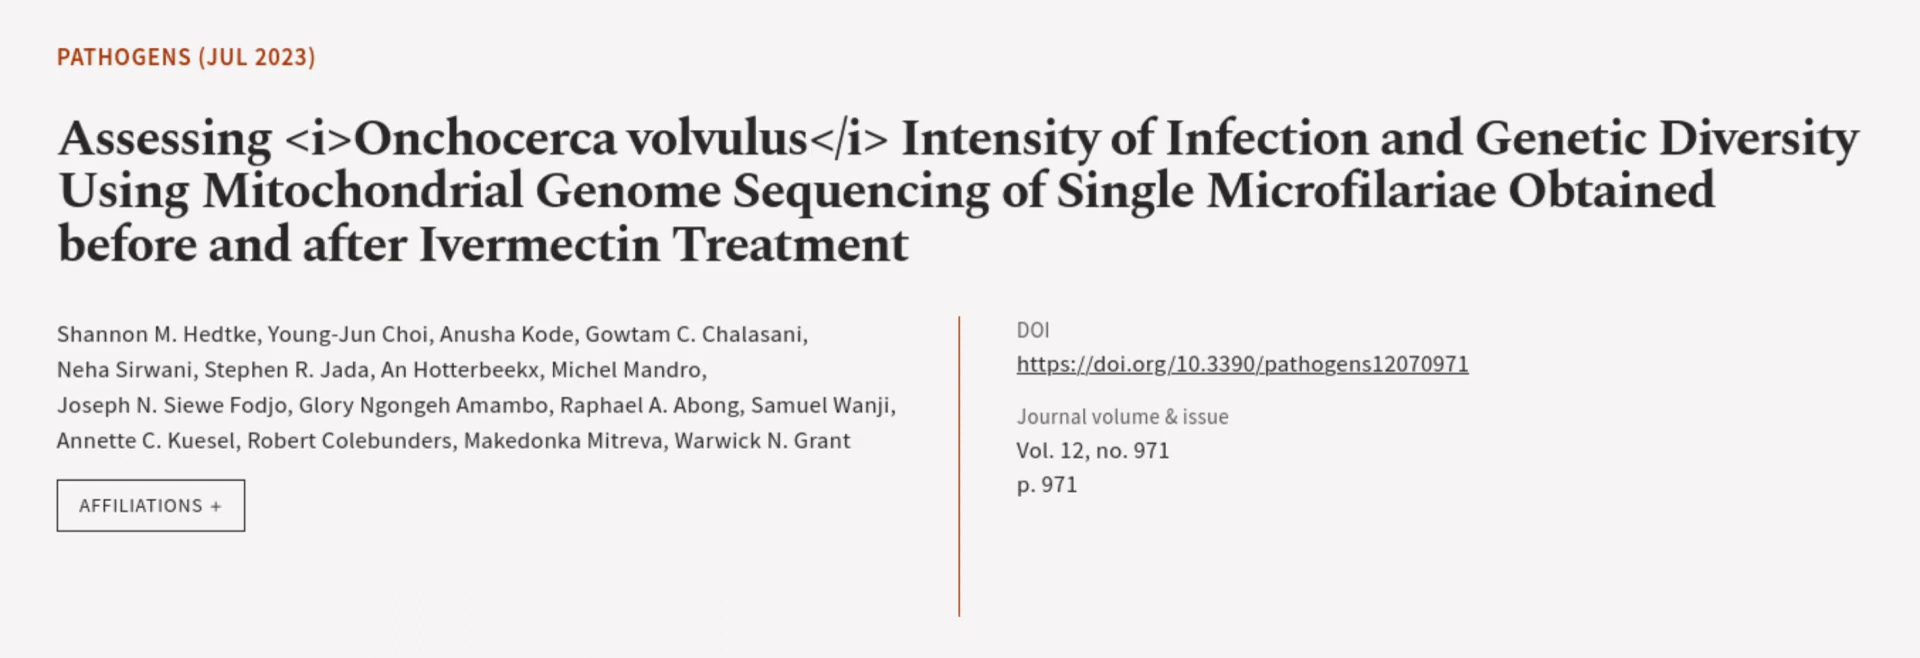 PATHOGENS (JUL 2023)
Assessing <i>Onchocerca volvulus</i> Intensity of Infection and Genetic Diversity
Using Mitochondrial Genome Sequencing of Single Microfilariae Obtained
before and after Ivermectin Treatment
Shannon M. Hedtke, Young-Jun Choi, Anusha Kode, Gowtam C. Chalasani,
Neha Sirwani, Stephen R. Jada, An Hotterbeekx, Michel Mandro,
Joseph N. Siewe Fodjo, Glory Ngongeh Amambo, Raphael A. Abong, Samuel Wanji,
Annette C. Kuesel, Robert Colebunders, Makedonka Mitreva, Warwick N. Grant
AFFILIATIONS +
DOI
https://doi.org/10.3390/pathogens12070971
Journal volume & issue
Vol. 12, no. 971
p. 971